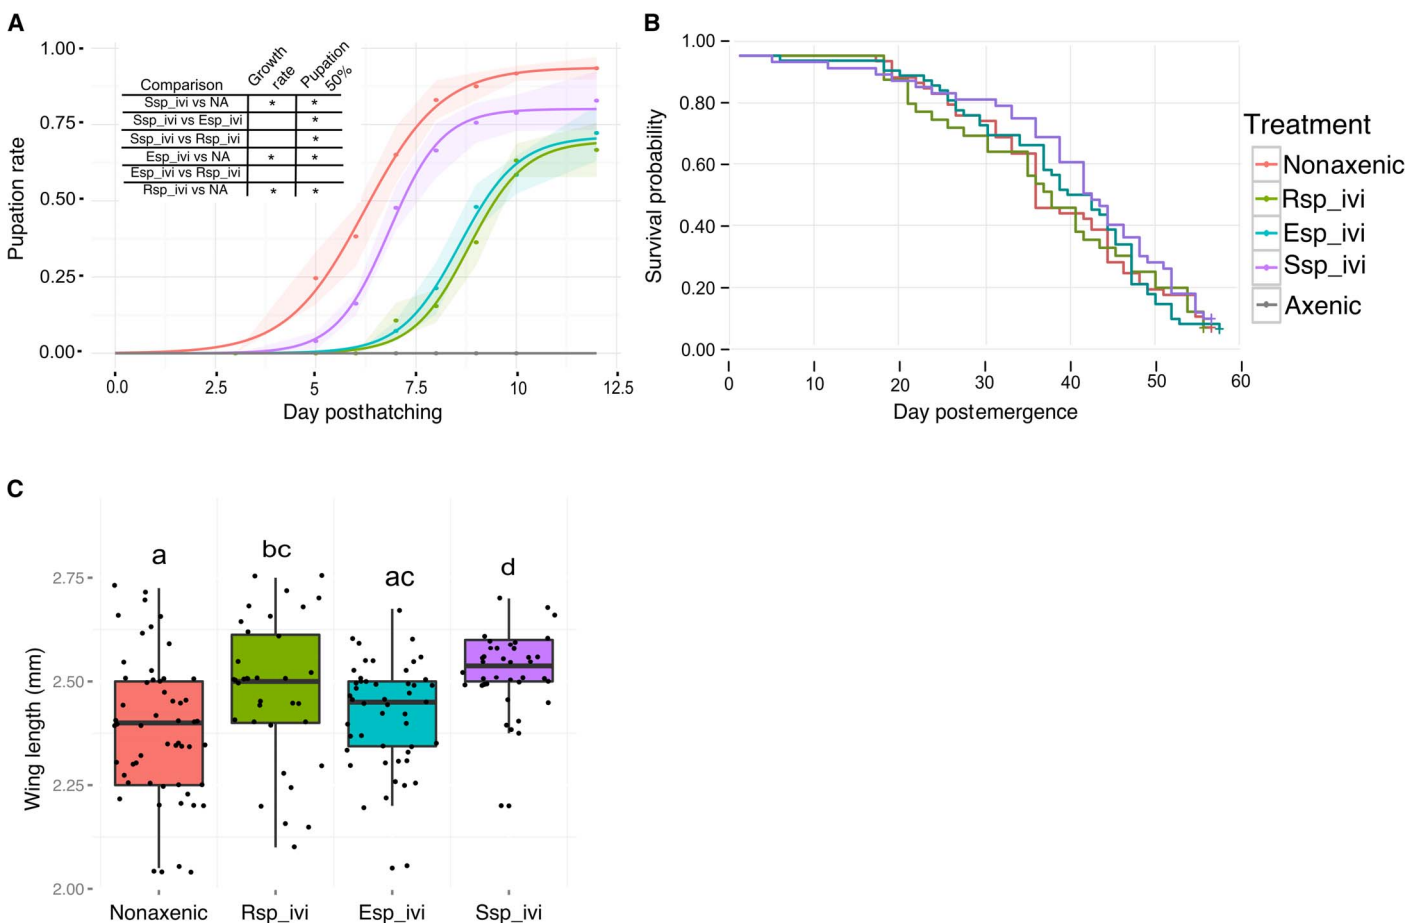 A
1.00
0.75
0.50
0.25
0.00
Pupation rate
Comparison Growth rate Pupation 50%
Ssp_ivi vs NA * *
Ssp_ivi vs Esp_ivi *
Ssp_ivi vs Rsp_ivi *
Esp_ivi vs NA * *
Esp_ivi vs Rsp_ivi
Rsp_ivi vs NA * *
0.0 2.5 5 7.5 10 12.5
Day posthatching
B
1.00
0.80
0.60
0.40
0.20
0.00
Survival probability
0 10 20 30 40 50 60
Day postemergence
Treatment
Nonaxenic
Rsp_ivi
Esp_ivi
Ssp_ivi
Axenic
C
a bc ac d
2.75
2.50
2.25
2.00
Wing length (mm)
Nonaxenic Rsp_ivi Esp_ivi Ssp_ivi